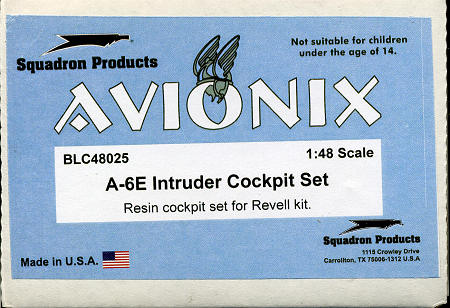 Squadron Products
Not suitable for children
under the age of 14.
AVIONIX
BLC48025
1:48 Scale
A-6E Intruder Cockpit Set
Resin cockpit set for Revell kit.
Made in U.S.A.
Squadron Products
1115 Crowley Drive
Carrollton, TX 75006-1312 U.S.A